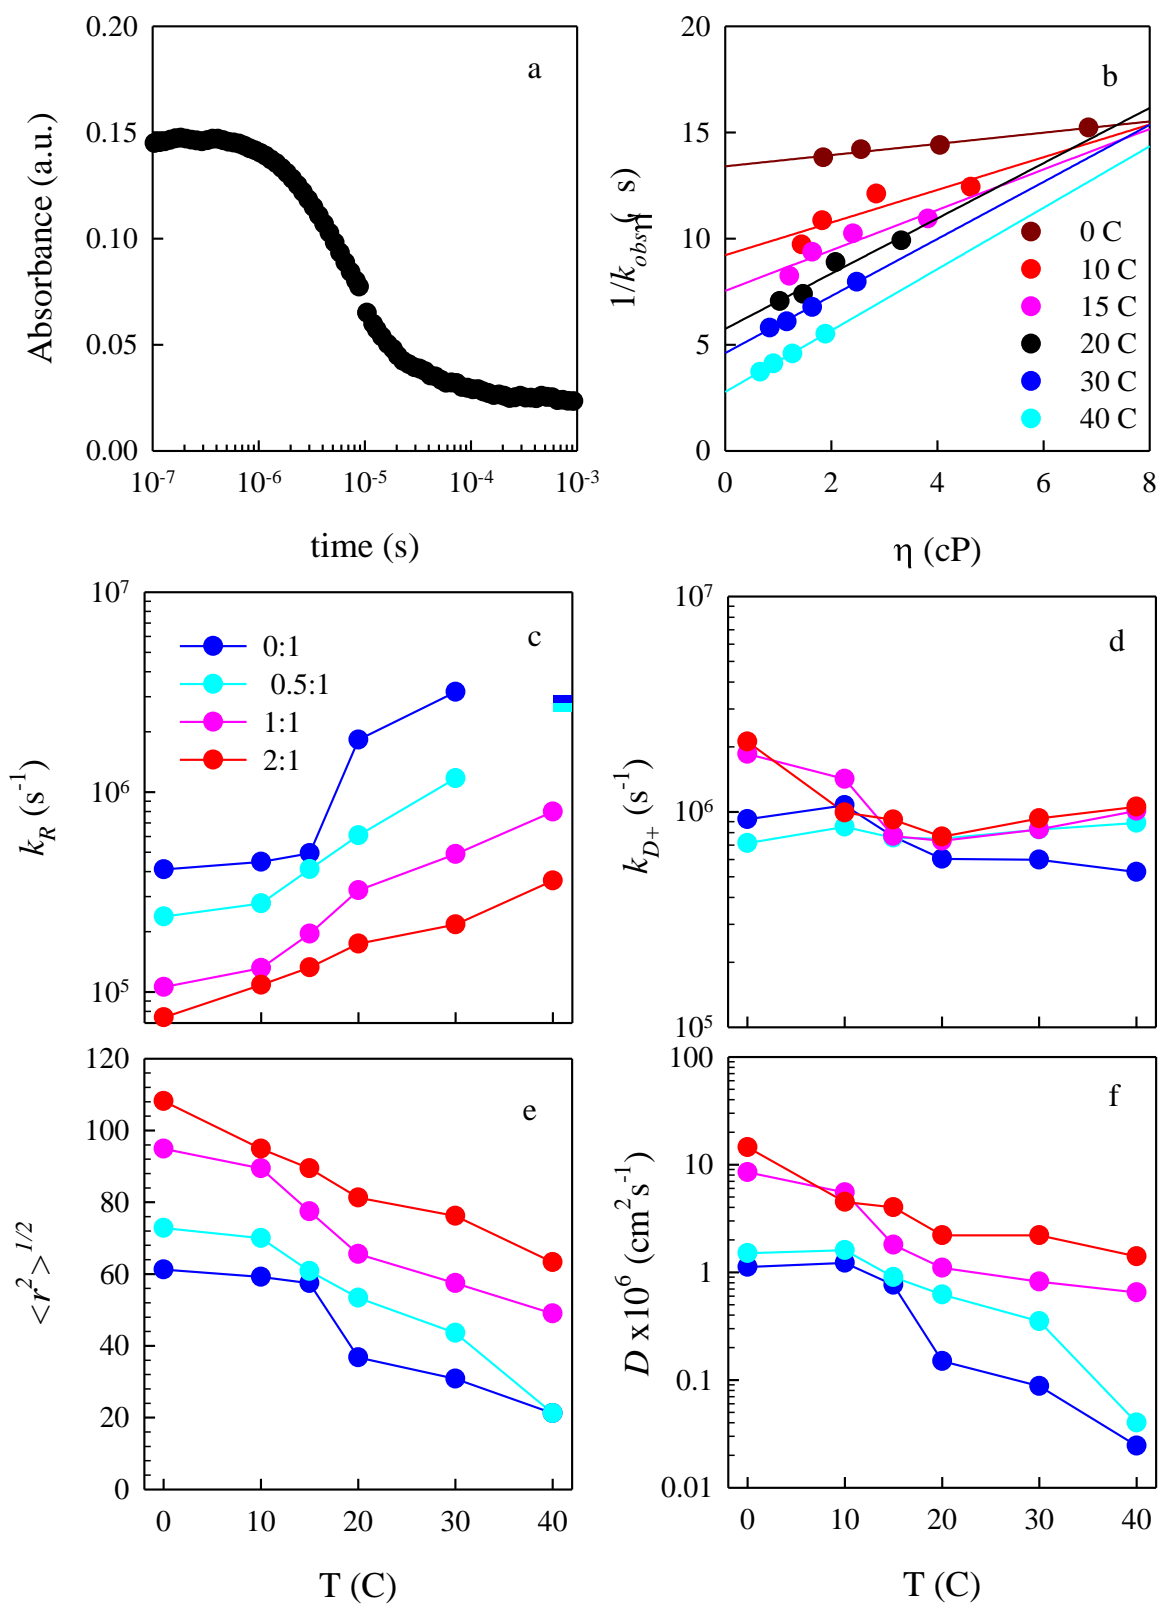 0.20
0.15
0.10
0.05
0.00
Absorbance (a.u.)
a
10-7
10-6
10-5
10-4
10-3
time (s)
20
15
10
5
0
1/kobs
η
( s)
b
0 C
10 C
15 C
20 C
30 C
40 C
0
2
4
6
8
η (cP)
107
106
105
kR (s-1)
c
0:1
0.5:1
1:1
2:1
107
106
105
kD+ (s-1)
d
120
100
80
60
40
20
0
<r2>1/2
e
0
10
20
30
40
T (C)
100
10
1
0.1
0.01
D x106 (cm2s-1)
f
0
10
20
30
40
T (C)